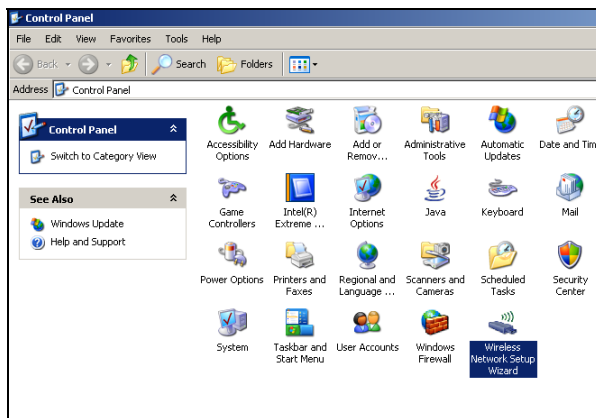 Control Panel
File Edit View Favorites Tools Help
Back Search Folders
Address Control Panel
Control Panel
Switch to Category View
See Also
Windows Update
Help and Support
Accessibility Options
Add Hardware
Add or Remov...
Administrative Tools
Automatic Updates
Date and Tim
Game Controllers
Intel(R) Extreme ...
Internet Options
Java
Keyboard
Mail
Power Options
Printers and Faxes
Regional and Language ...
Scanners and Cameras
Scheduled Tasks
Security Center
System
Taskbar and Start Menu
User Accounts
Windows Firewall
Wireless Network Setup Wizard